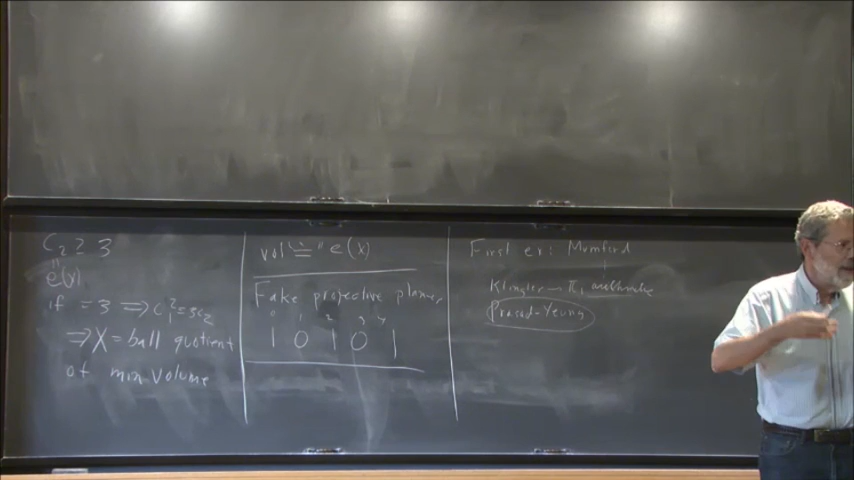 C₂ ≥ 3
"
e(X)
if = 3 ⇒ c₁² = 3c₂
⇒ X = ball quotient
of min volume
vol "=" e(X)
Fake projective planes
0 1 2 3 4
1 0 1 0 1
First ex: Mumford
Klingler — π₁ arithmetic
Prasad-Yeung